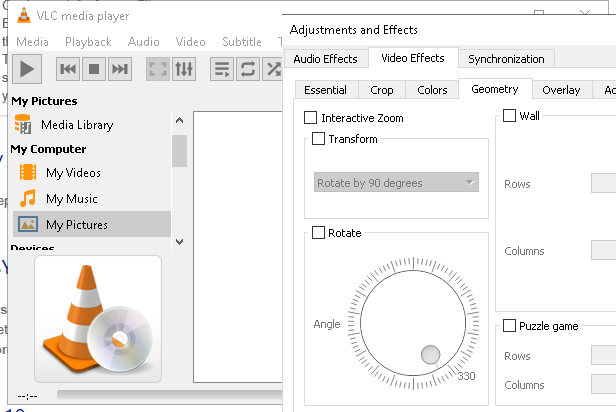 VLC media player
Media Playback Audio Video Subtitle
My Pictures
Media Library
My Computer
My Videos
My Music
My Pictures
Devices
--:--
Adjustments and Effects
Audio Effects Video Effects Synchronization
Essential Crop Colors Geometry Overlay
Interactive Zoom
Transform
Rotate by 90 degrees
Rotate
Angle
330
Wall
Rows
Columns
Puzzle game
Rows
Columns